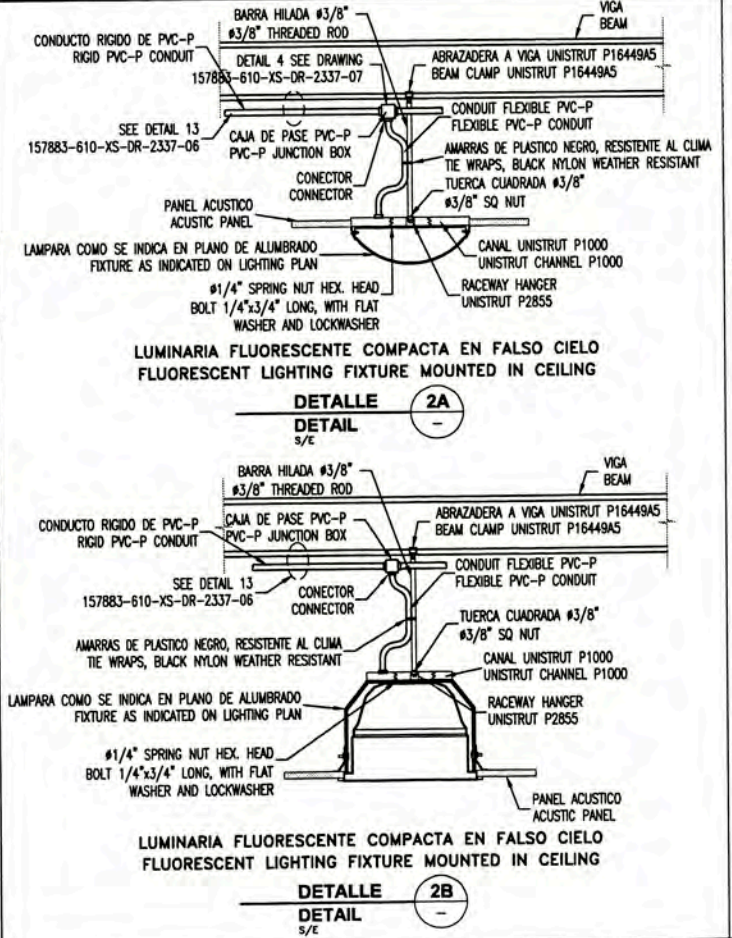 BARRA HILADA ø3/8"
ø3/8" THREADED ROD
VIGA
BEAM
CONDUCTO RIGIDO DE PVC-P
RIGID PVC-P CONDUIT
DETAIL 4 SEE DRAWING
157883-610-XS-DR-2337-07
ABRAZADERA A VIGA UNISTRUT P16449A5
BEAM CLAMP UNISTRUT P16449A5
SEE DETAIL 13
157883-610-XS-DR-2337-06
CAJA DE PASE PVC-P
PVC-P JUNCTION BOX
CONDUIT FLEXIBLE PVC-P
FLEXIBLE PVC-P CONDUIT
CONECTOR
CONNECTOR
AMARRAS DE PLASTICO NEGRO, RESISTENTE AL CLIMA
TIE WRAPS, BLACK NYLON WEATHER RESISTANT
TUERCA CUADRADA ø3/8"
ø3/8" SQ NUT
PANEL ACUSTICO
ACUSTIC PANEL
LAMPARA COMO SE INDICA EN PLANO DE ALUMBRADO
FIXTURE AS INDICATED ON LIGHTING PLAN
CANAL UNISTRUT P1000
UNISTRUT CHANNEL P1000
ø1/4" SPRING NUT HEX. HEAD
BOLT 1/4"x3/4" LONG, WITH FLAT
WASHER AND LOCKWASHER
RACEWAY HANGER
UNISTRUT P2855
LUMINARIA FLUORESCENTE COMPACTA EN FALSO CIELO
FLUORESCENT LIGHTING FIXTURE MOUNTED IN CEILING
DETALLE 2A
DETAIL -
S/E
BARRA HILADA ø3/8"
ø3/8" THREADED ROD
VIGA
BEAM
CONDUCTO RIGIDO DE PVC-P
RIGID PVC-P CONDUIT
CAJA DE PASE PVC-P
PVC-P JUNCTION BOX
ABRAZADERA A VIGA UNISTRUT P16449A5
BEAM CLAMP UNISTRUT P16449A5
SEE DETAIL 13
157883-610-XS-DR-2337-06
CONECTOR
CONNECTOR
CONDUIT FLEXIBLE PVC-P
FLEXIBLE PVC-P CONDUIT
AMARRAS DE PLASTICO NEGRO, RESISTENTE AL CLIMA
TIE WRAPS, BLACK NYLON WEATHER RESISTANT
TUERCA CUADRADA ø3/8"
ø3/8" SQ NUT
CANAL UNISTRUT P1000
UNISTRUT CHANNEL P1000
LAMPARA COMO SE INDICA EN PLANO DE ALUMBRADO
FIXTURE AS INDICATED ON LIGHTING PLAN
RACEWAY HANGER
UNISTRUT P2855
ø1/4" SPRING NUT HEX. HEAD
BOLT 1/4"x3/4" LONG, WITH FLAT
WASHER AND LOCKWASHER
PANEL ACUSTICO
ACUSTIC PANEL
LUMINARIA FLUORESCENTE COMPACTA EN FALSO CIELO
FLUORESCENT LIGHTING FIXTURE MOUNTED IN CEILING
DETALLE 2B
DETAIL -
S/E